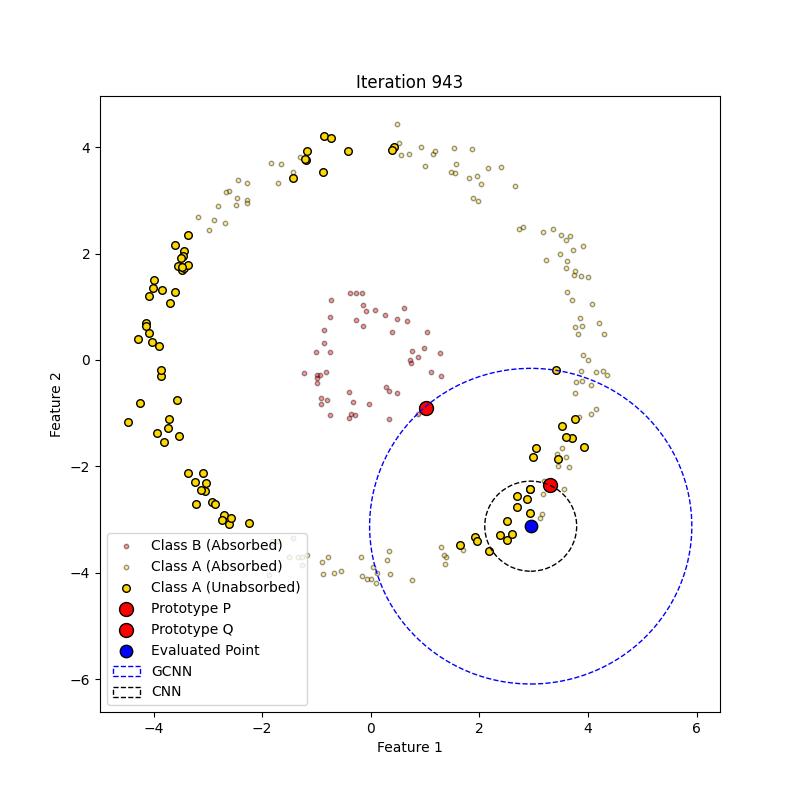 Iteration 943
Feature 2
4
2
0
−2
−4
−6
Class B (Absorbed)
Class A (Absorbed)
Class A (Unabsorbed)
Prototype P
Prototype Q
Evaluated Point
GCNN
CNN
−4 −2 0 2 4 6
Feature 1